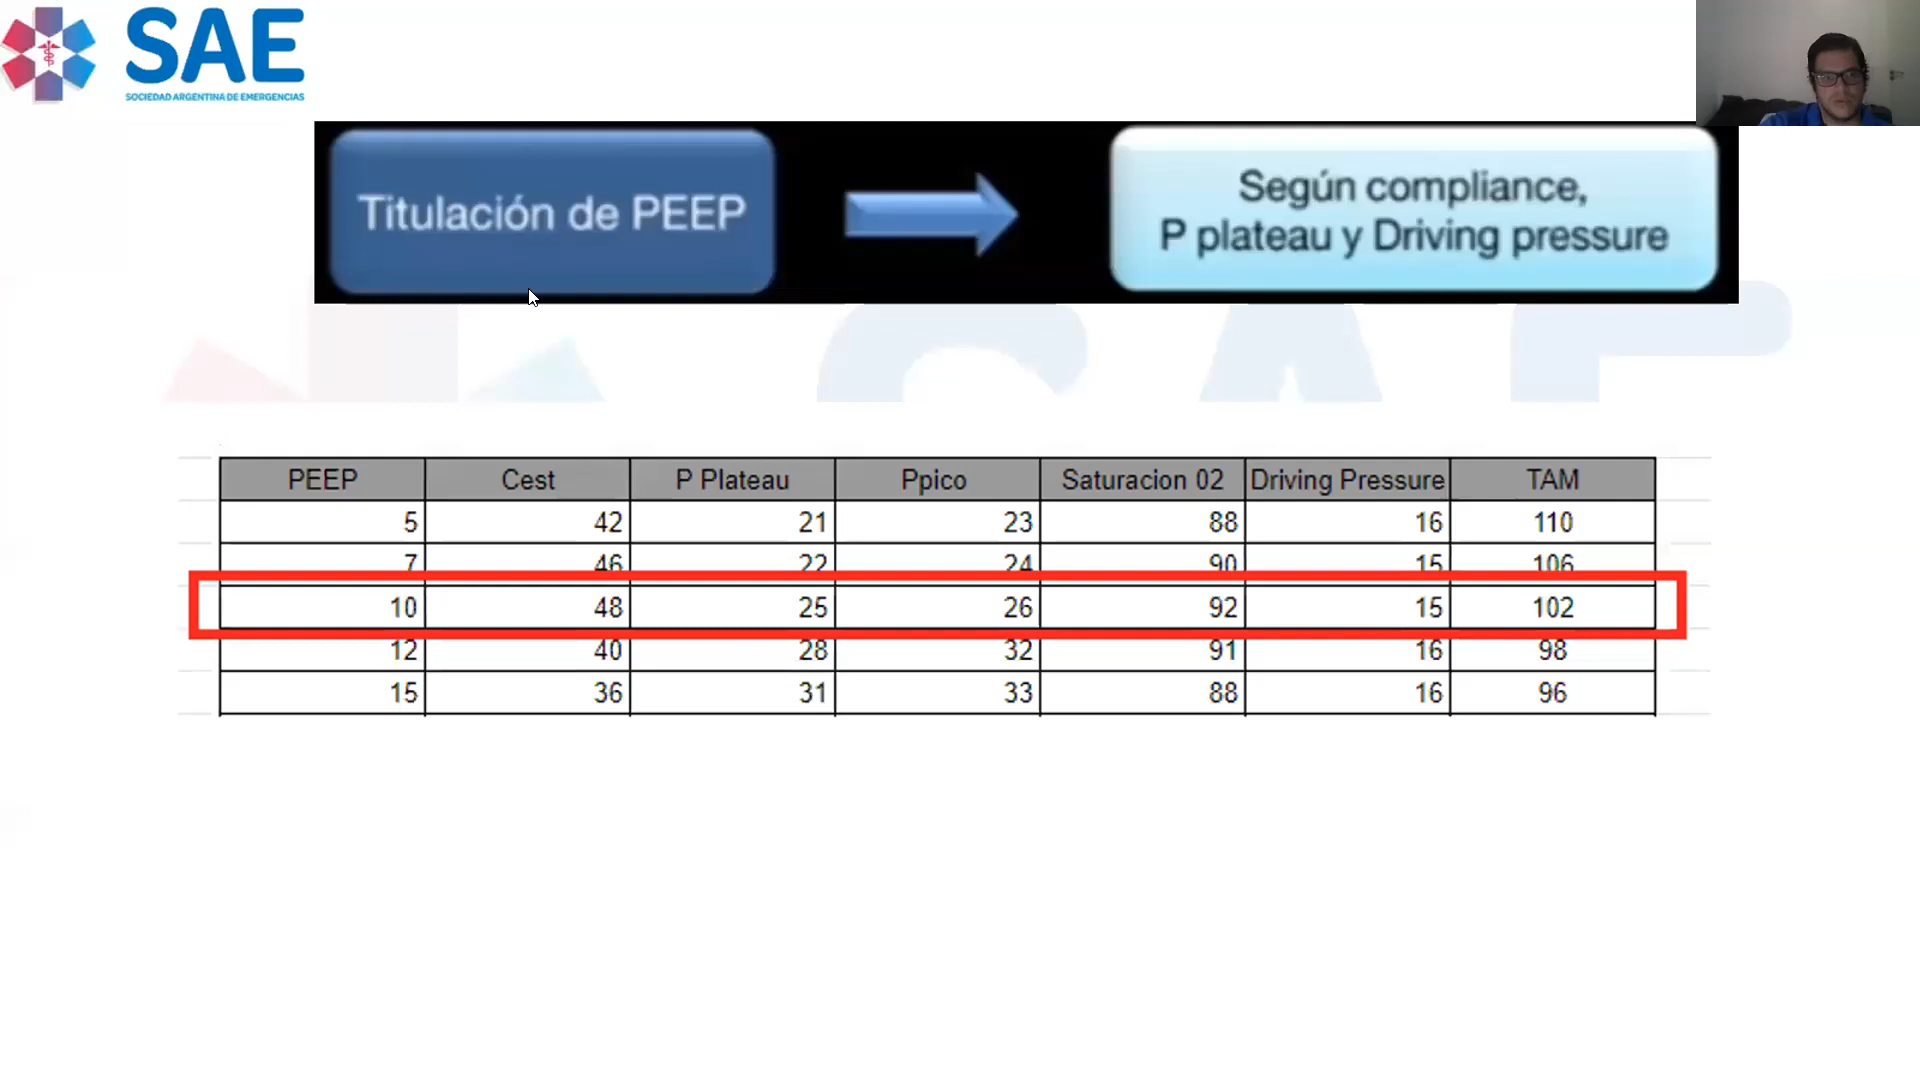 SAE
SOCIEDAD ARGENTINA DE EMERGENCIAS
Titulación de PEEP
Según compliance,
P plateau y Driving pressure
PEEP Cest P Plateau Ppico Saturacion 02 Driving Pressure TAM
5 42 21 23 88 16 110
7 46 22 24 90 15 106
10 48 25 26 92 15 102
12 40 28 32 91 16 98
15 36 31 33 88 16 96